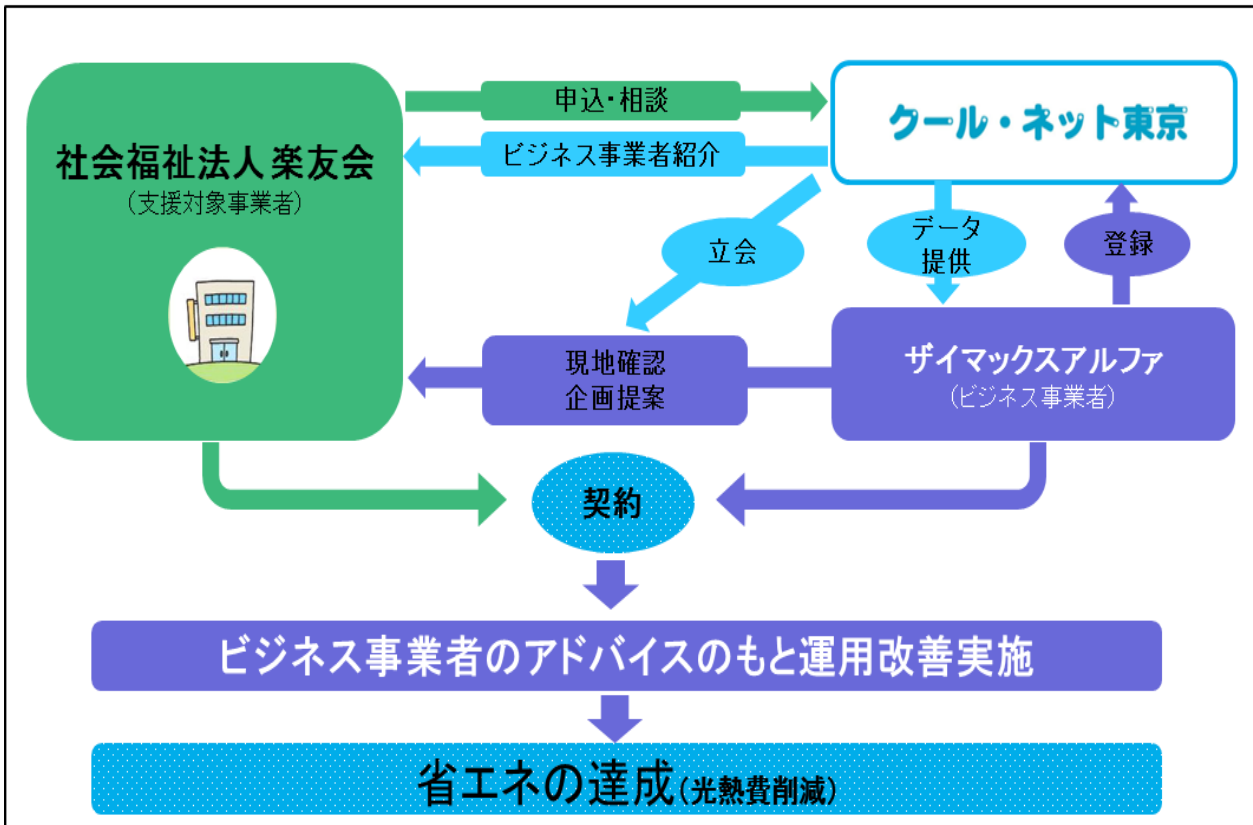 申込・相談
クール・ネット東京
ビジネス事業者紹介
社会福祉法人楽友会
(支援対象事業者)
立会
データ
提供
登録
現地確認
企画提案
ザイマックスアルファ
(ビジネス事業者)
契約
ビジネス事業者のアドバイスのもと運用改善実施
省エネの達成(光熱費削減)